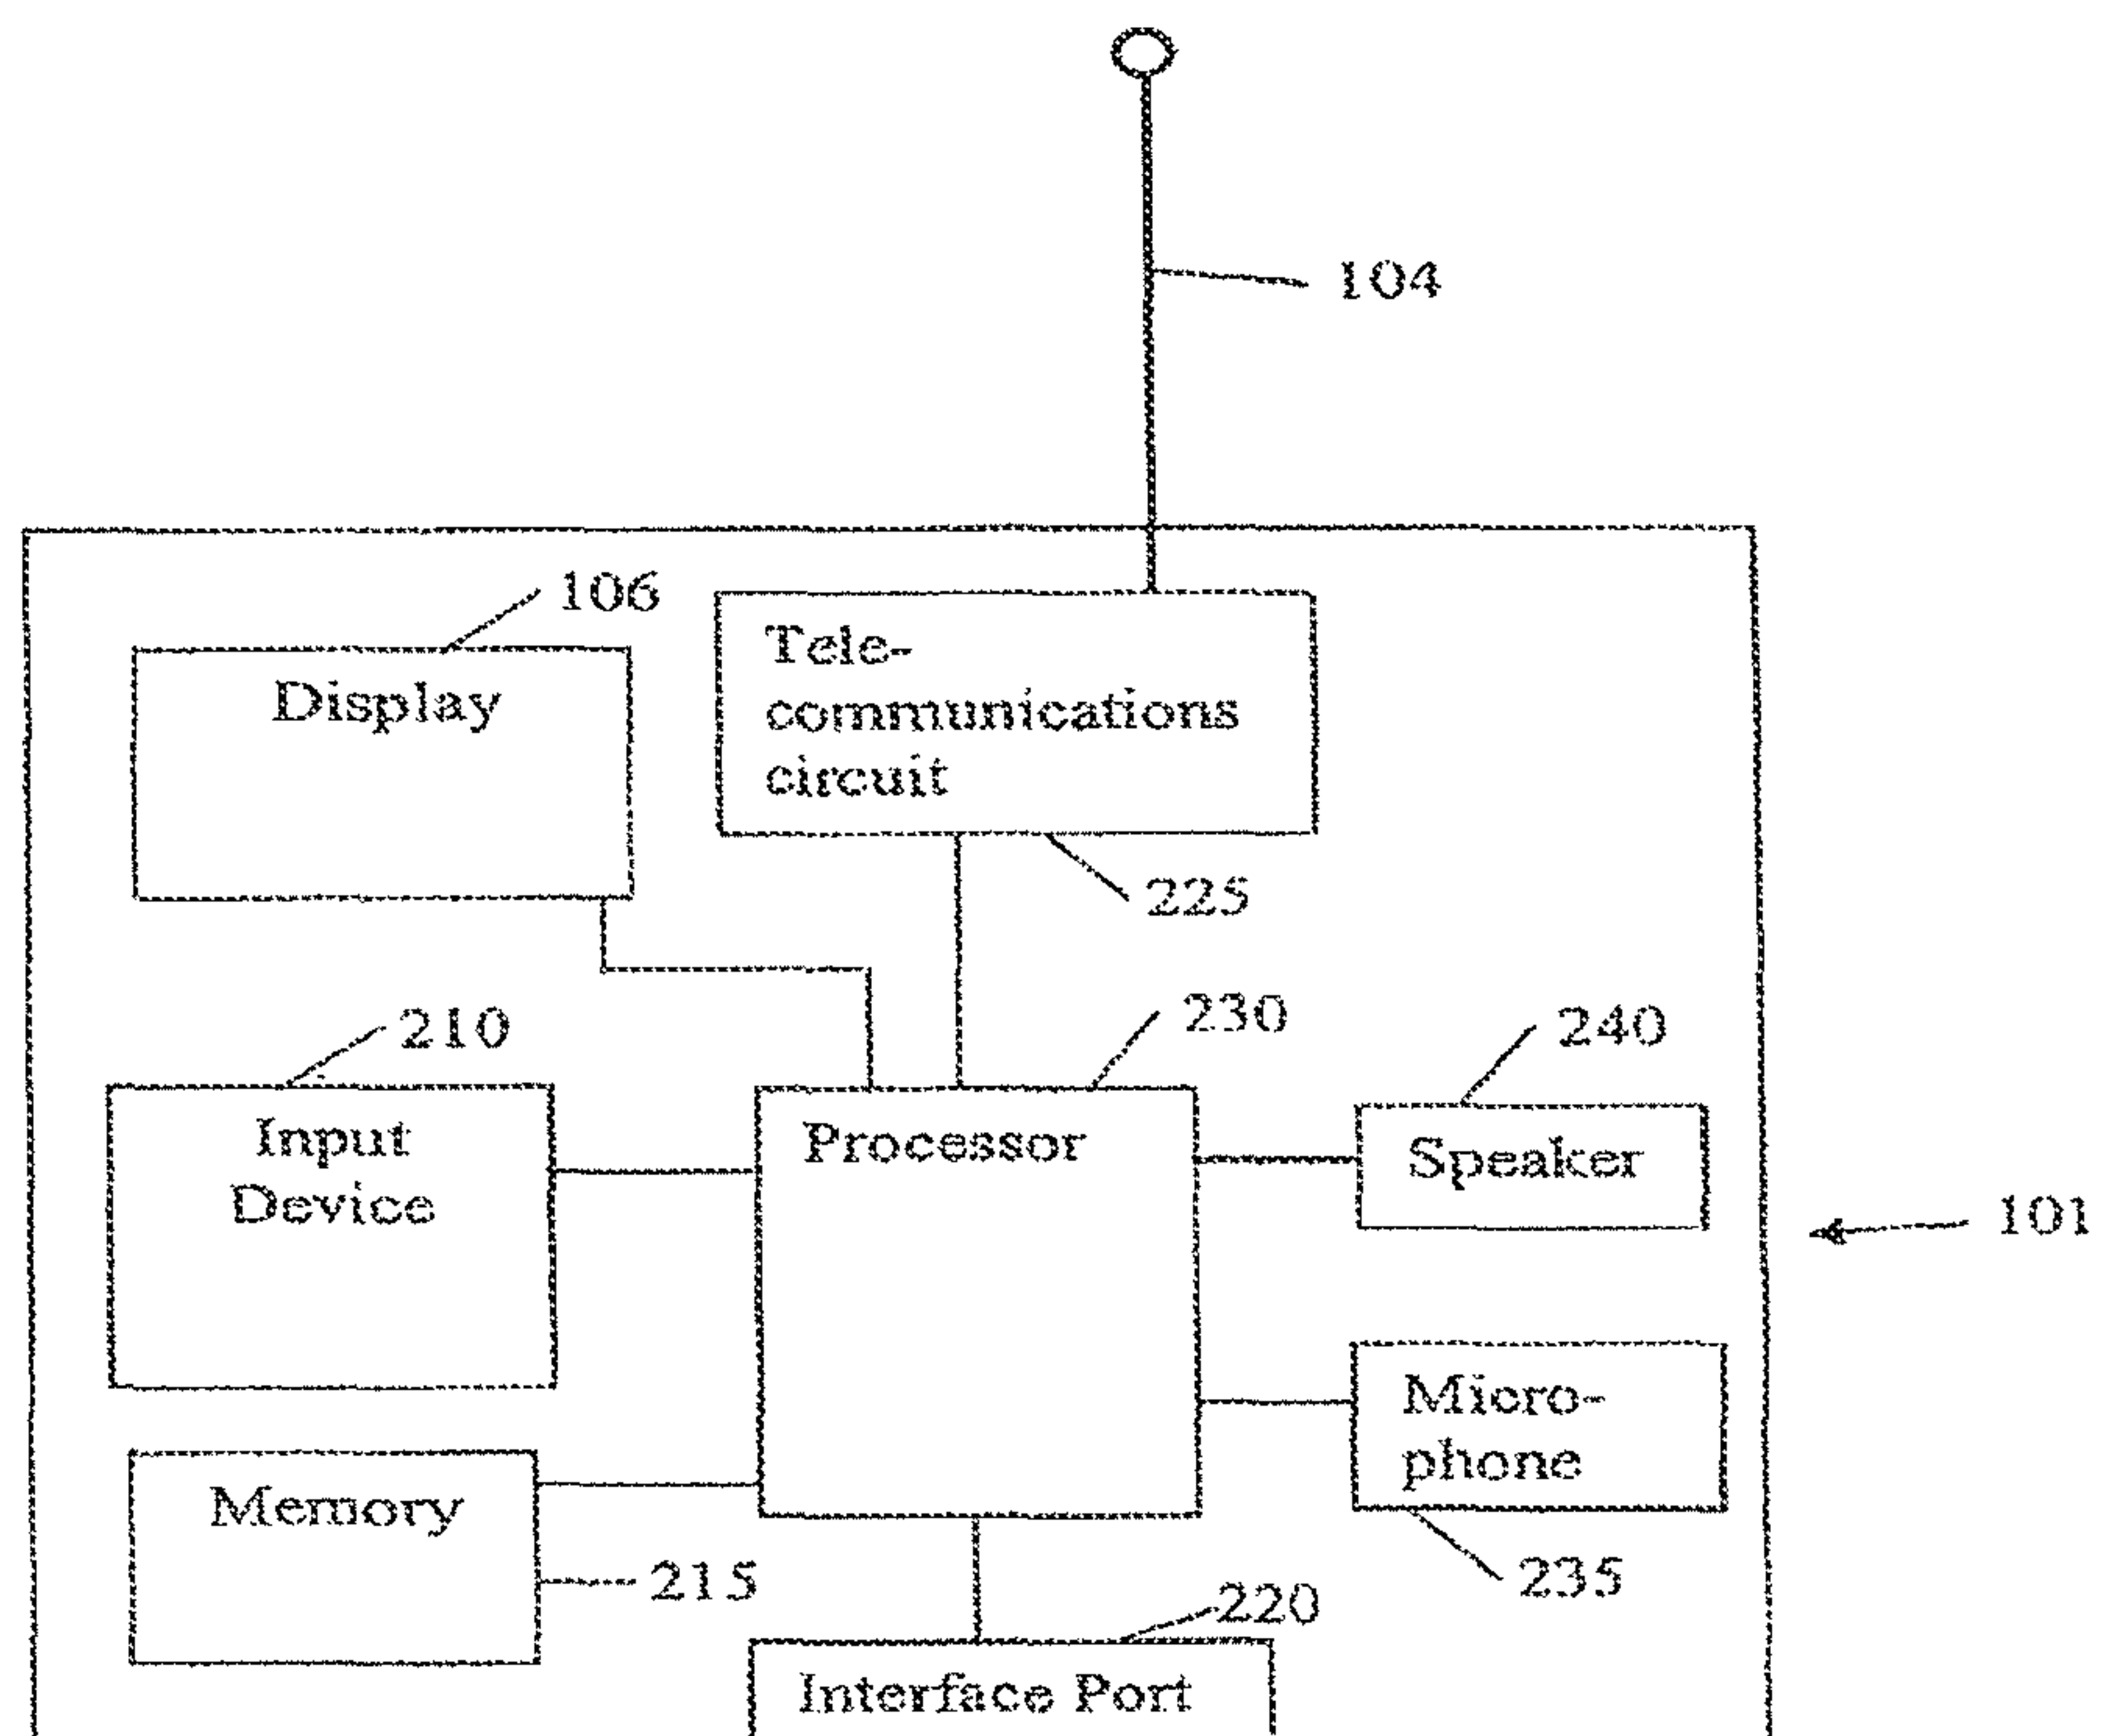 104
106
Display
Tele-
communications
circuit
225
210
230
240
Input
Device
Processor
Speaker
101
Micro-
phone
Memory
215
235
220
Interface Port